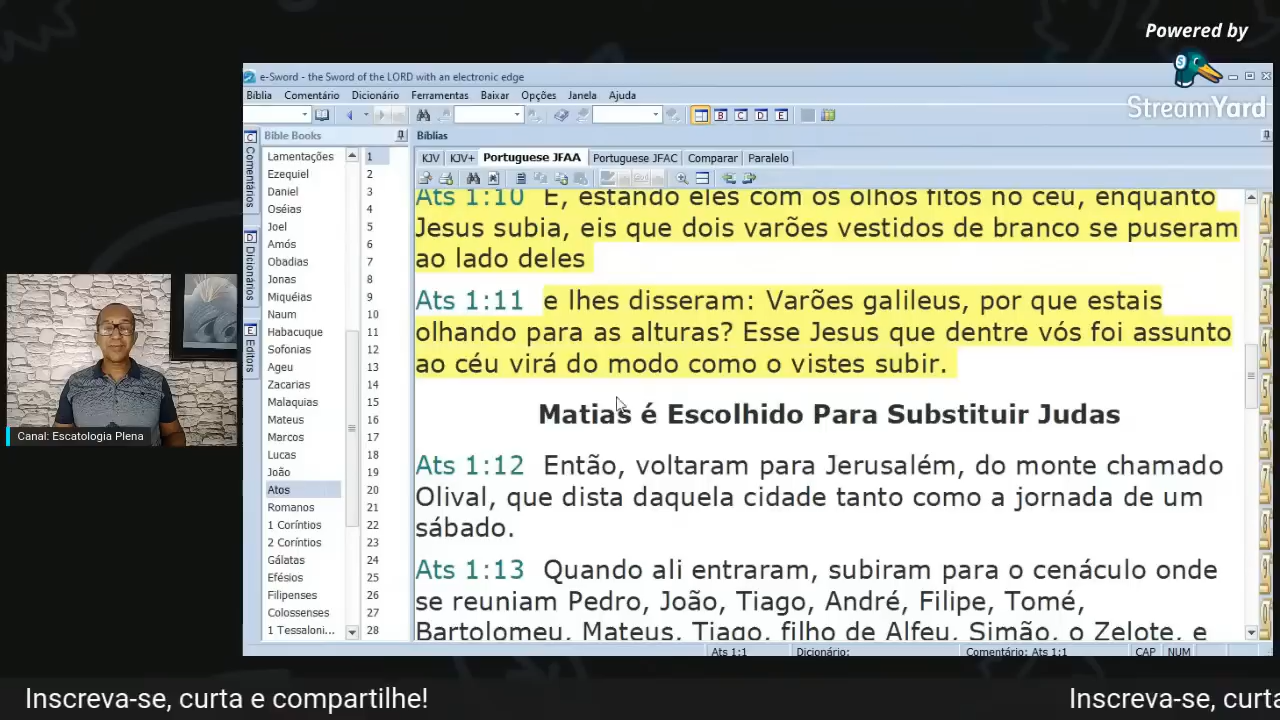 Powered by
StreamYard
e-Sword - the Sword of the LORD with an electronic edge
Bíblia Comentário Dicionário Ferramentas Baixar Opções Janela Ajuda
Bible Books
Bíblias
KJV KJV+ Portuguese JFAA Portuguese JFAC Comparar Paralelo
Comentários
Dicionários
Editors
Lamentações 1
Ezequiel 2
Daniel 3
Oséias 4
Joel 5
Amós 6
Obadias 7
Jonas 8
Miquéias 9
Naum 10
Habacuque 11
Sofonias 12
Ageu 13
Zacarias 14
Malaquias 15
Mateus 16
Marcos 17
Lucas 18
João 19
Atos 20
Romanos 21
1 Coríntios 22
2 Coríntios 23
Gálatas 24
Efésios 25
Filipenses 26
Colossenses 27
1 Tessaloni... 28
Ats 1:10 E, estando eles com os olhos fitos no céu, enquanto
Jesus subia, eis que dois varões vestidos de branco se puseram
ao lado deles
Ats 1:11 e lhes disseram: Varões galileus, por que estais
olhando para as alturas? Esse Jesus que dentre vós foi assunto
ao céu virá do modo como o vistes subir.
Matias é Escolhido Para Substituir Judas
Ats 1:12 Então, voltaram para Jerusalém, do monte chamado
Olival, que dista daquela cidade tanto como a jornada de um
sábado.
Ats 1:13 Quando ali entraram, subiram para o cenáculo onde
se reuniam Pedro, João, Tiago, André, Filipe, Tomé,
Bartolomeu, Mateus, Tiago, filho de Alfeu, Simão, o Zelote, e
Ats 1:1 Dicionário: Comentário: Ats 1:1 CAP NUM
Canal: Escatologia Plena
Inscreva-se, curta e compartilhe! Inscreva-se, curta